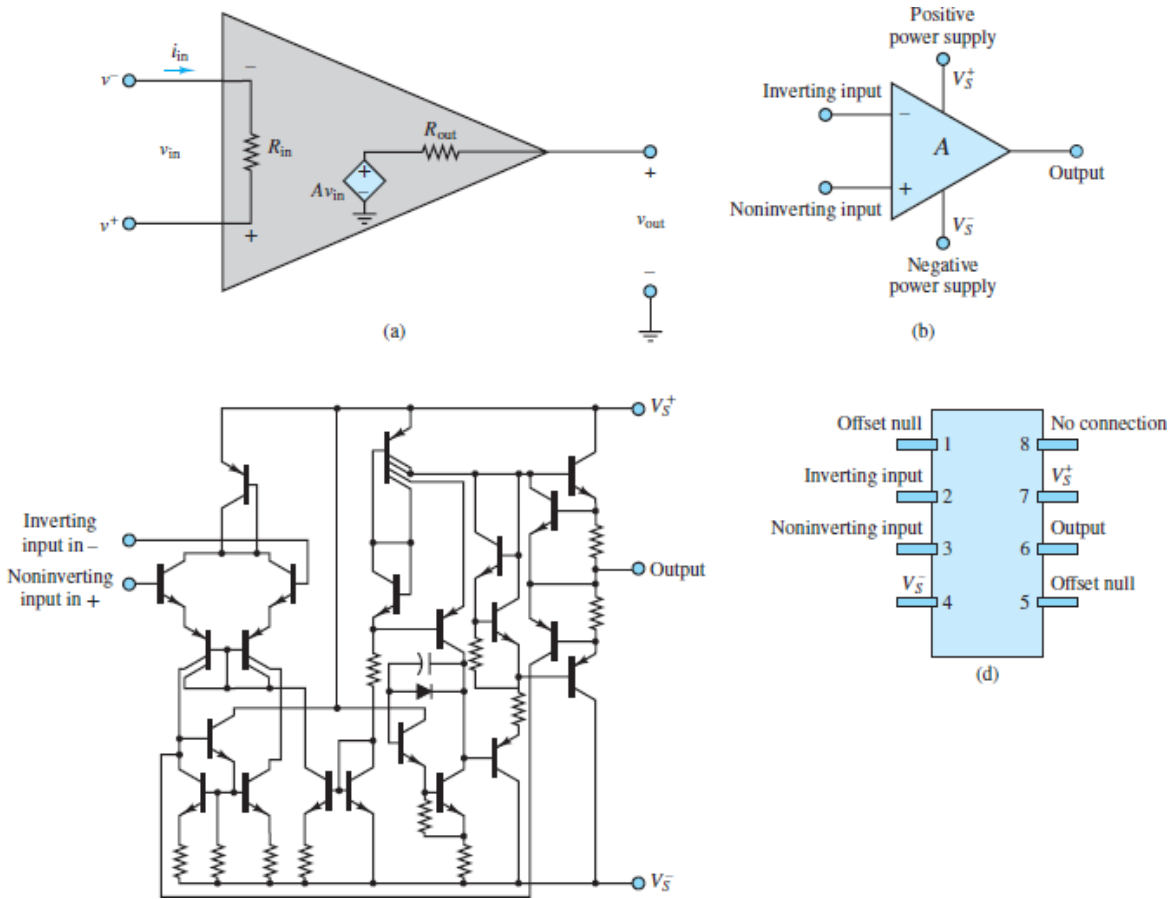 i_in
v⁻
−
v_in
R_in
R_out
+
−
Av_in
v⁺
+
+
v_out
−
(a)
Positive
power supply
V_S⁺
Inverting input
−
A
Output
+
Noninverting input
V_S⁻
Negative
power supply
(b)
V_S⁺
Inverting
input in −
Noninverting
input in +
Output
V_S⁻
Offset null
1
8
No connection
Inverting input
2
7
V_S⁺
Noninverting input
3
6
Output
V_S⁻
4
5
Offset null
(d)